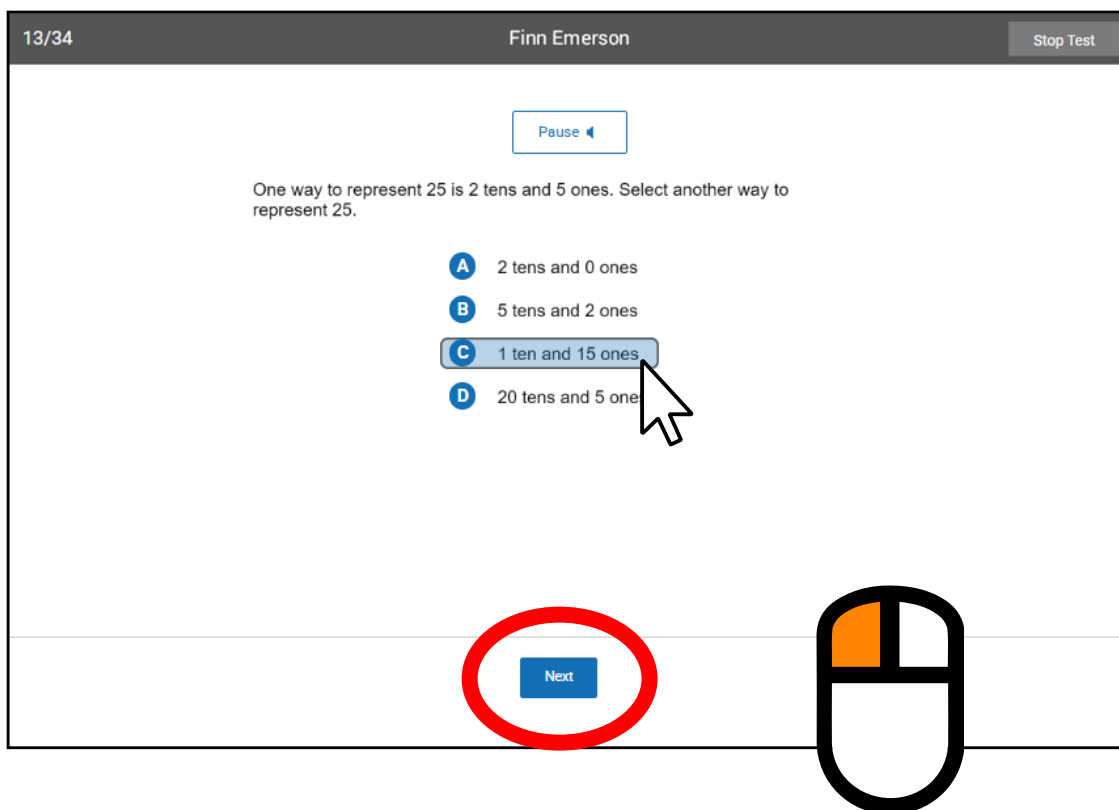 13/34
Finn Emerson
Stop Test
Pause
One way to represent 25 is 2 tens and 5 ones. Select another way to
represent 25.
A 2 tens and 0 ones
B 5 tens and 2 ones
C 1 ten and 15 ones
D 20 tens and 5 ones
Next